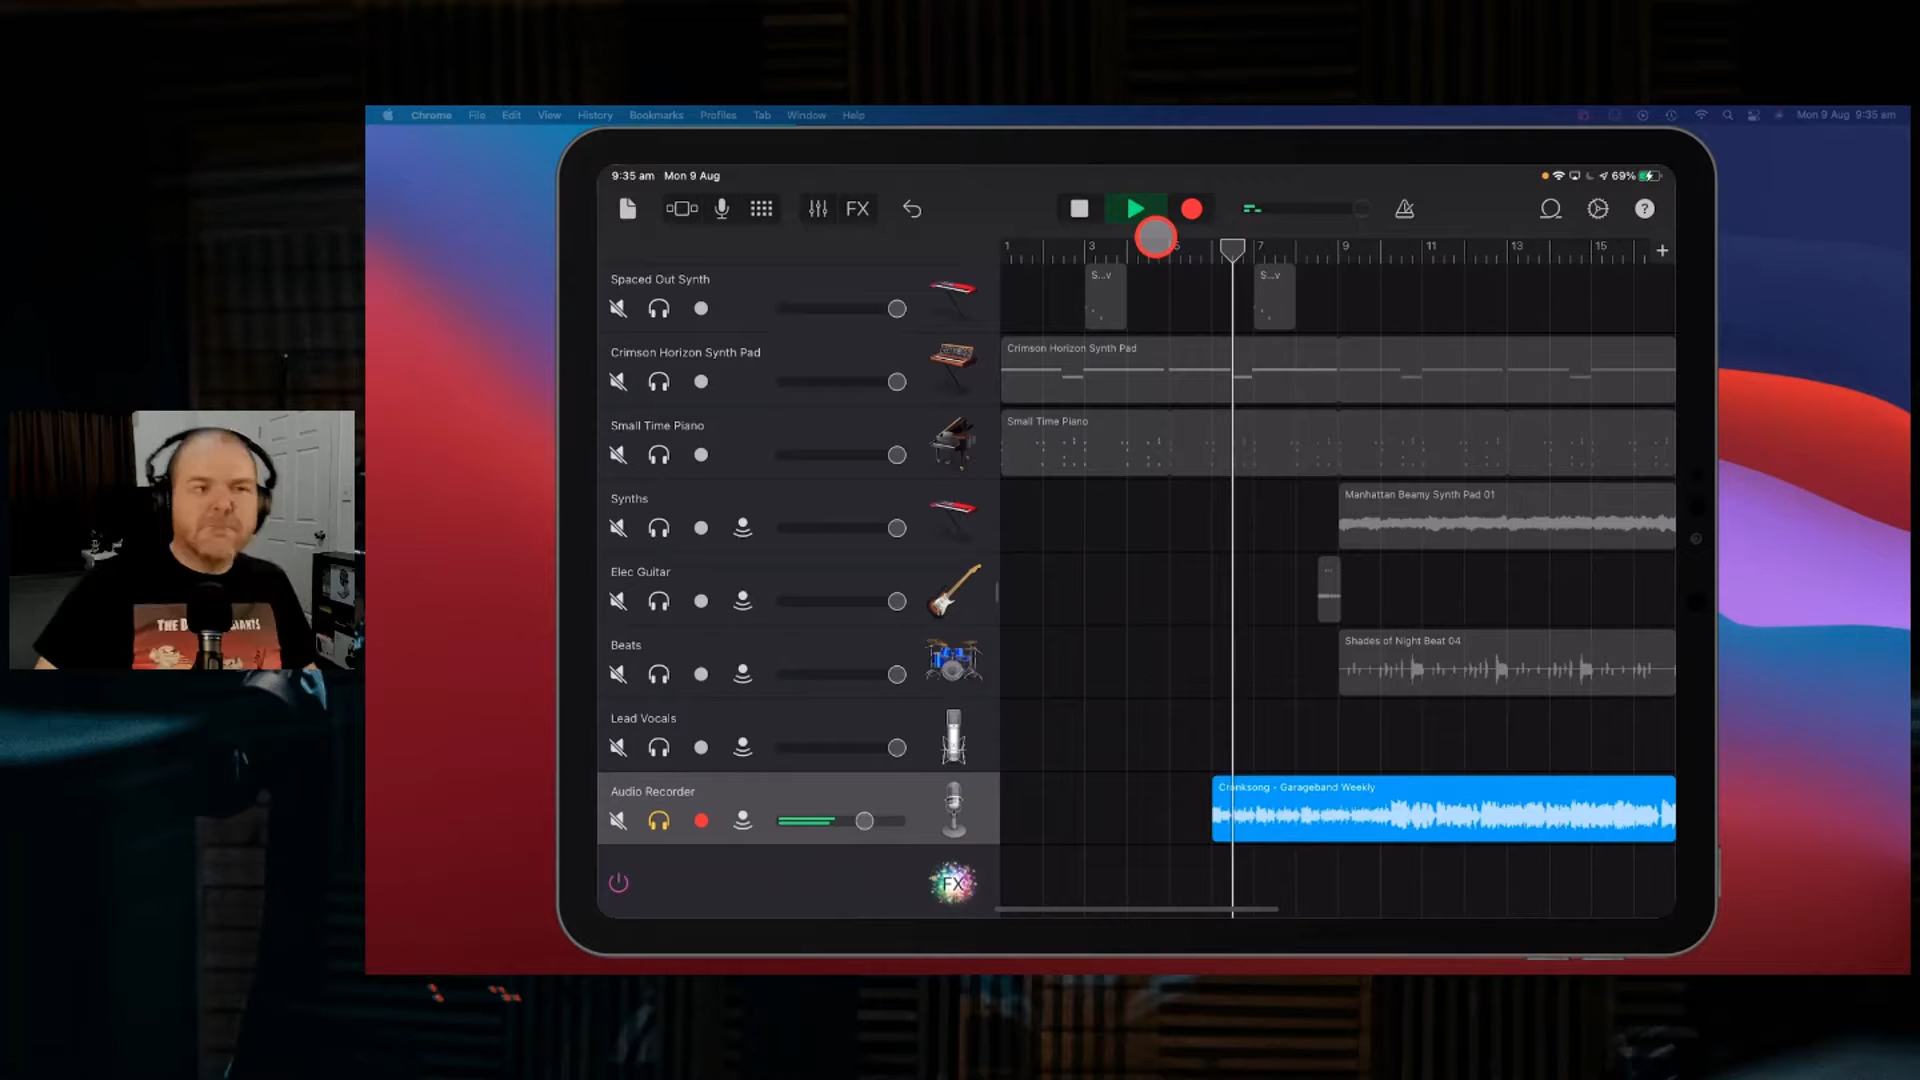 Chrome File Edit View History Bookmarks Profiles Tab Window Help Mon 9 Aug 9:35 am
9:35 am Mon 9 Aug 69%
FX
1 3 7 9 11 13 15
Spaced Out Synth
S...v S...v
Crimson Horizon Synth Pad
Crimson Horizon Synth Pad
Small Time Piano
Small Time Piano
Synths
Manhattan Beamy Synth Pad 01
Elec Guitar
...
Beats
Shades of Night Beat 04
Lead Vocals
Audio Recorder
Cronksong - Garageband Weekly
FX
THE